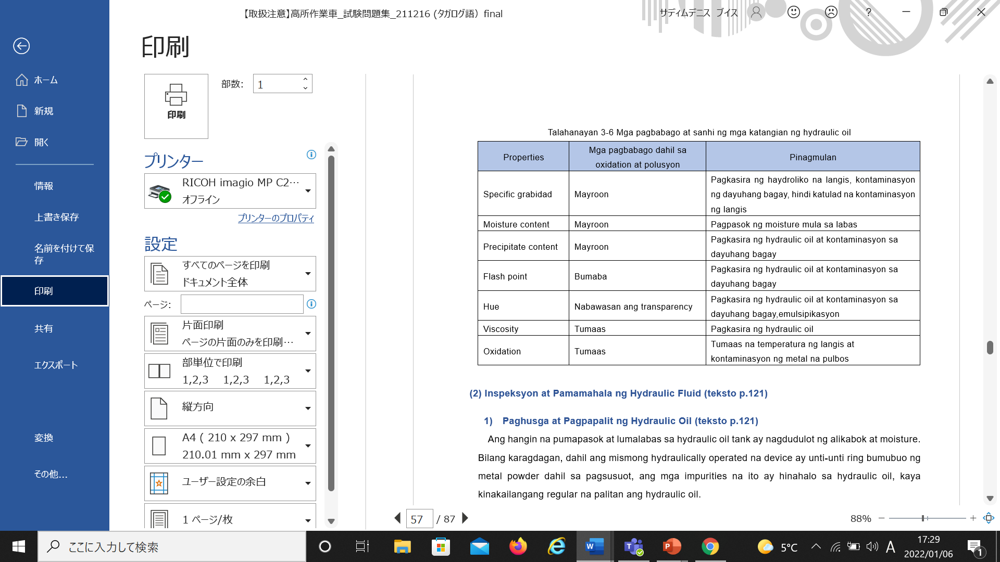 【取扱注意】高所作業車_試験問題集_211216 (タガログ語） final
サディムデニス ブイス
?
印刷
ホーム
新規
開く
情報
上書き保存
名前を付けて保
存
印刷
共有
エクスポート
変換
その他...
印刷
部数:
1
プリンター
RICOH imagio MP C2…
オフライン
プリンターのプロパティ
設定
すべてのページを印刷
ドキュメント全体
ページ:
片面印刷
ページの片面のみを印刷…
部単位で印刷
1,2,3 1,2,3 1,2,3
縦方向
A4 ( 210 x 297 mm )
210.01 mm x 297 mm
ユーザー設定の余白
1 ページ/枚
Talahanayan 3-6 Mga pagbabago at sanhi ng mga katangian ng hydraulic oil
Properties
Mga pagbabago dahil sa
oxidation at polusyon
Pinagmulan
Specific grabidad
Mayroon
Pagkasira ng haydroliko na langis, kontaminasyon
ng dayuhang bagay, hindi katulad na kontaminasyon
ng langis
Moisture content
Mayroon
Pagpasok ng moisture mula sa labas
Precipitate content
Mayroon
Pagkasira ng hydraulic oil at kontaminasyon sa
dayuhang bagay
Flash point
Bumaba
Pagkasira ng hydraulic oil at kontaminasyon sa
dayuhang bagay
Hue
Nabawasan ang transparency
Pagkasira ng hydraulic oil at kontaminasyon sa
dayuhang bagay,emulsipikasyon
Viscosity
Tumaas
Pagkasira ng hydraulic oil
Oxidation
Tumaas
Tumaas na temperatura ng langis at
kontaminasyon ng metal na pulbos
(2) Inspeksyon at Pamamahala ng Hydraulic Fluid (teksto p.121)
1) Paghusga at Pagpapalit ng Hydraulic Oil (teksto p.121)
Ang hangin na pumapasok at lumalabas sa hydraulic oil tank ay nagdudulot ng alikabok at moisture.
Bilang karagdagan, dahil ang mismong hydraulically operated na device ay unti-unti ring bumubuo ng
metal powder dahil sa pagsusuot, ang mga impurities na ito ay hinahalo sa hydraulic oil, kaya
kinakailangang regular na palitan ang hydraulic oil.
57 / 87
88%
ここに入力して検索
5°C
A
17:29
2022/01/06
1